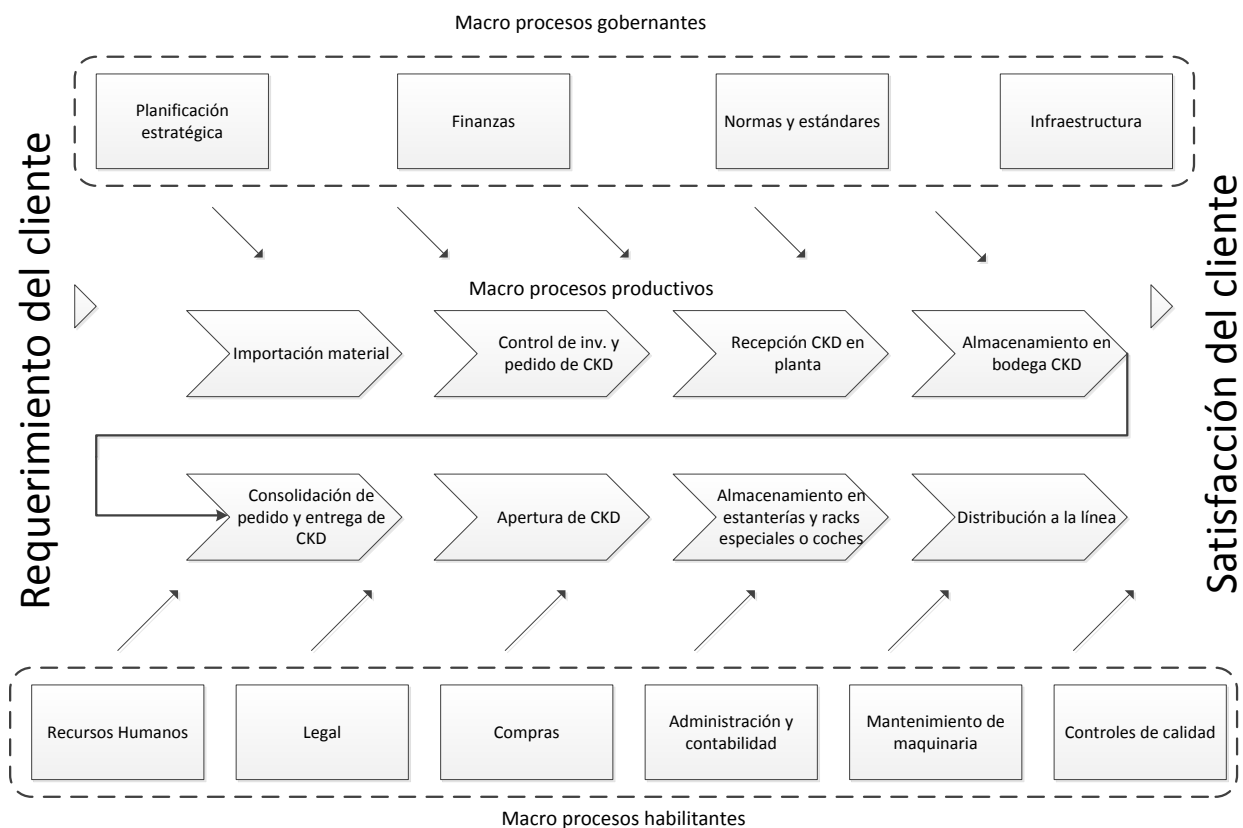 Macro procesos gobernantes
Planificación
estratégica
Finanzas
Normas y estándares
Infraestructura
Requerimiento del cliente
Satisfacción del cliente
Macro procesos productivos
Importación material
Control de inv. y
pedido de CKD
Recepción CKD en
planta
Almacenamiento en
bodega CKD
Consolidación de
pedido y entrega de
CKD
Apertura de CKD
Almacenamiento en
estanterías y racks
especiales o coches
Distribución a la línea
Recursos Humanos
Legal
Compras
Administración y
contabilidad
Mantenimiento de
maquinaria
Controles de calidad
Macro procesos habilitantes